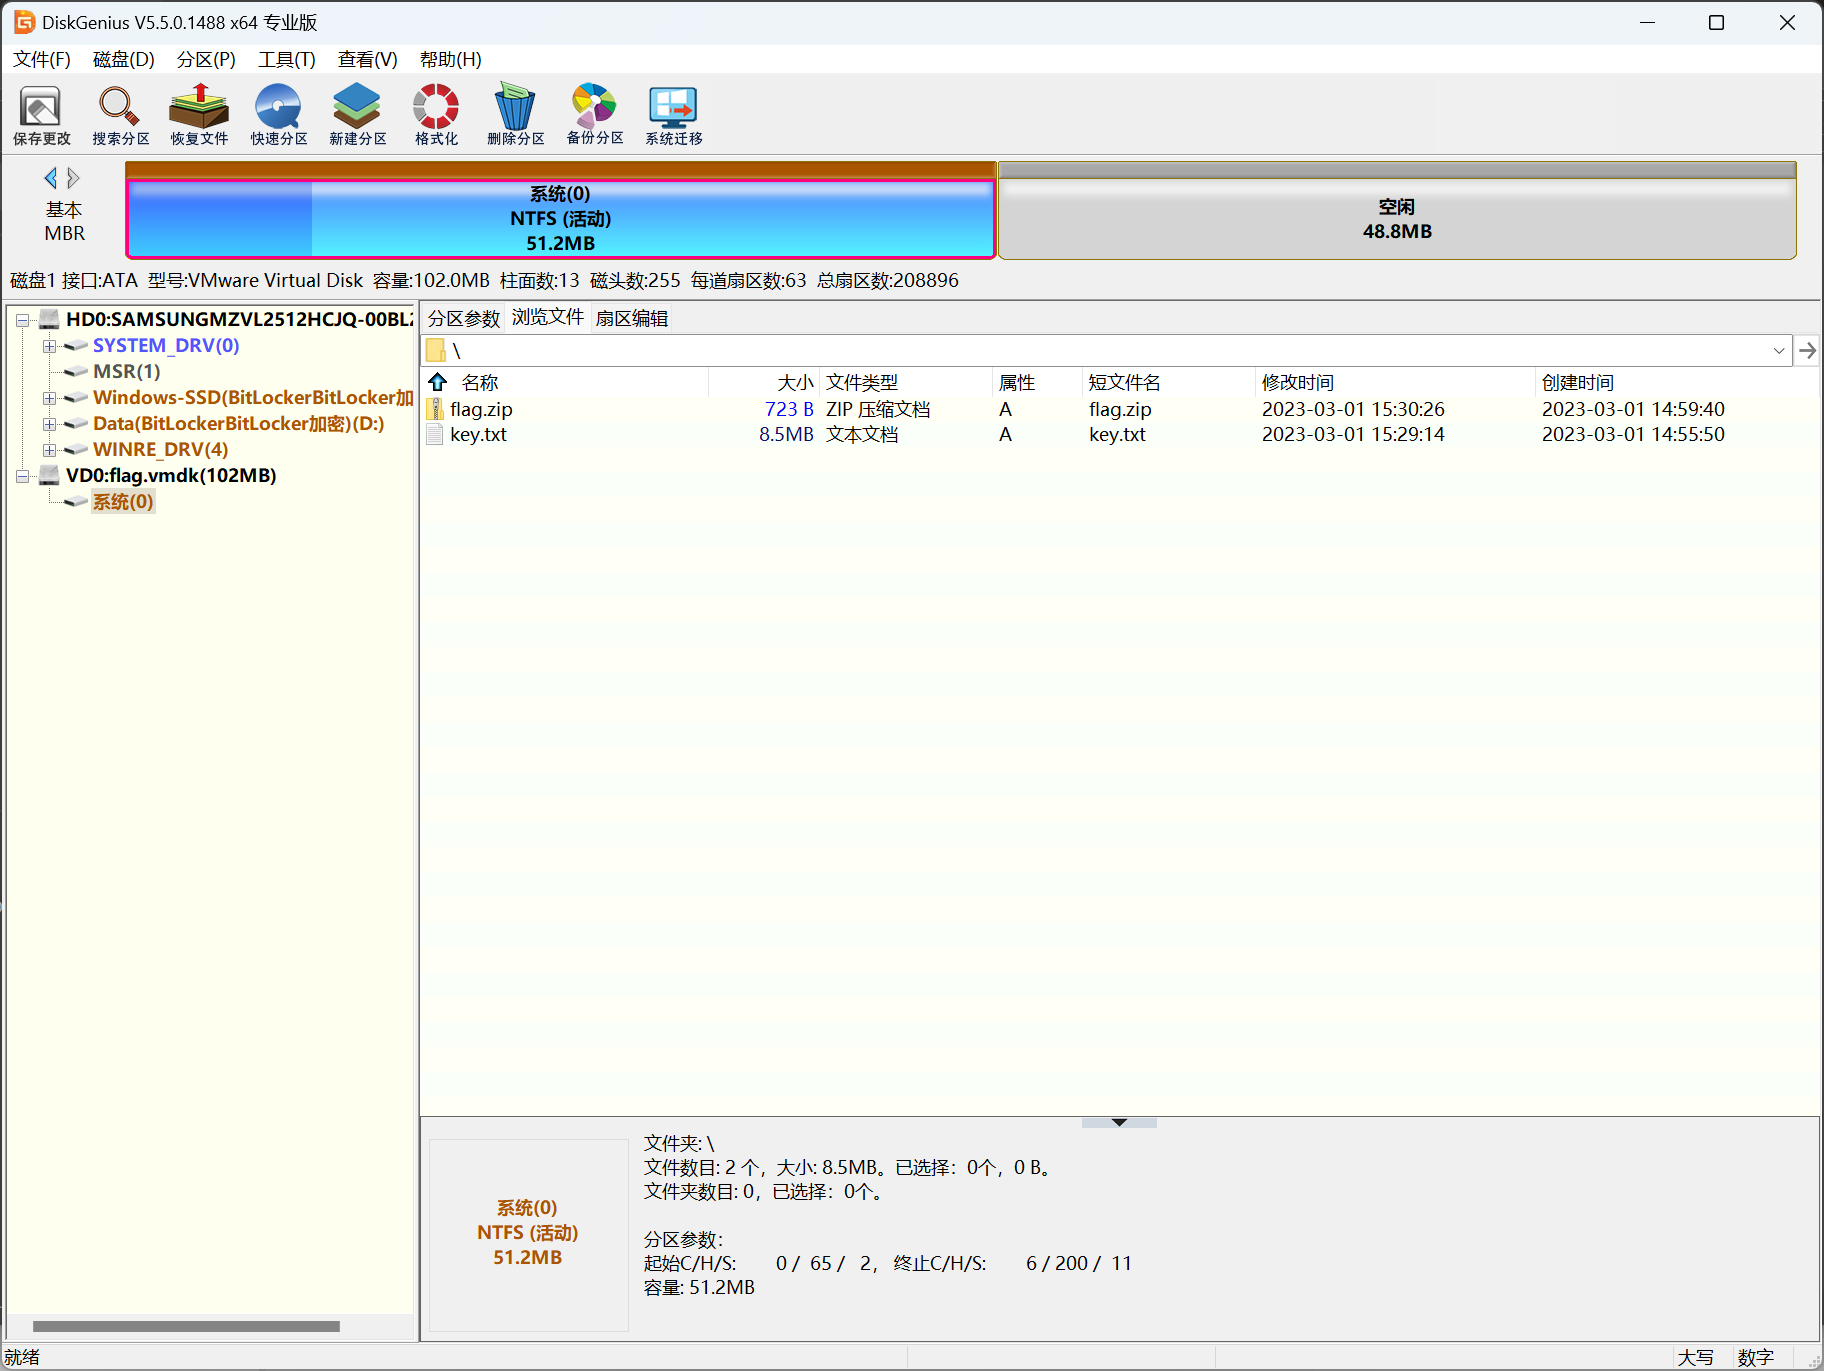 DiskGenius V5.5.0.1488 x64 专业版
文件(F) 磁盘(D) 分区(P) 工具(T) 查看(V) 帮助(H)
保存更改 搜索分区 恢复文件 快速分区 新建分区 格式化 删除分区 备份分区 系统迁移
基本
MBR
系统(0)
NTFS (活动)
51.2MB
空闲
48.8MB
磁盘1 接口:ATA 型号:VMware Virtual Disk 容量:102.0MB 柱面数:13 磁头数:255 每道扇区数:63 总扇区数:208896
HD0:SAMSUNGMZVL2512HCJQ-00BL2
SYSTEM_DRV(0)
MSR(1)
Windows-SSD(BitLockerBitLocker加
Data(BitLockerBitLocker加密)(D:)
WINRE_DRV(4)
VD0:flag.vmdk(102MB)
系统(0)
分区参数 浏览文件 扇区编辑
\
名称 大小 文件类型 属性 短文件名 修改时间 创建时间
flag.zip 723 B ZIP 压缩文档 A flag.zip 2023-03-01 15:30:26 2023-03-01 14:59:40
key.txt 8.5MB 文本文档 A key.txt 2023-03-01 15:29:14 2023-03-01 14:55:50
系统(0)
NTFS (活动)
51.2MB
文件夹: \
文件数目: 2 个，大小: 8.5MB。已选择：0个，0 B。
文件夹数目: 0，已选择：0个。
分区参数：
起始C/H/S: 0 / 65 / 2， 终止C/H/S: 6 / 200 / 11
容量: 51.2MB
就绪 大写 数字